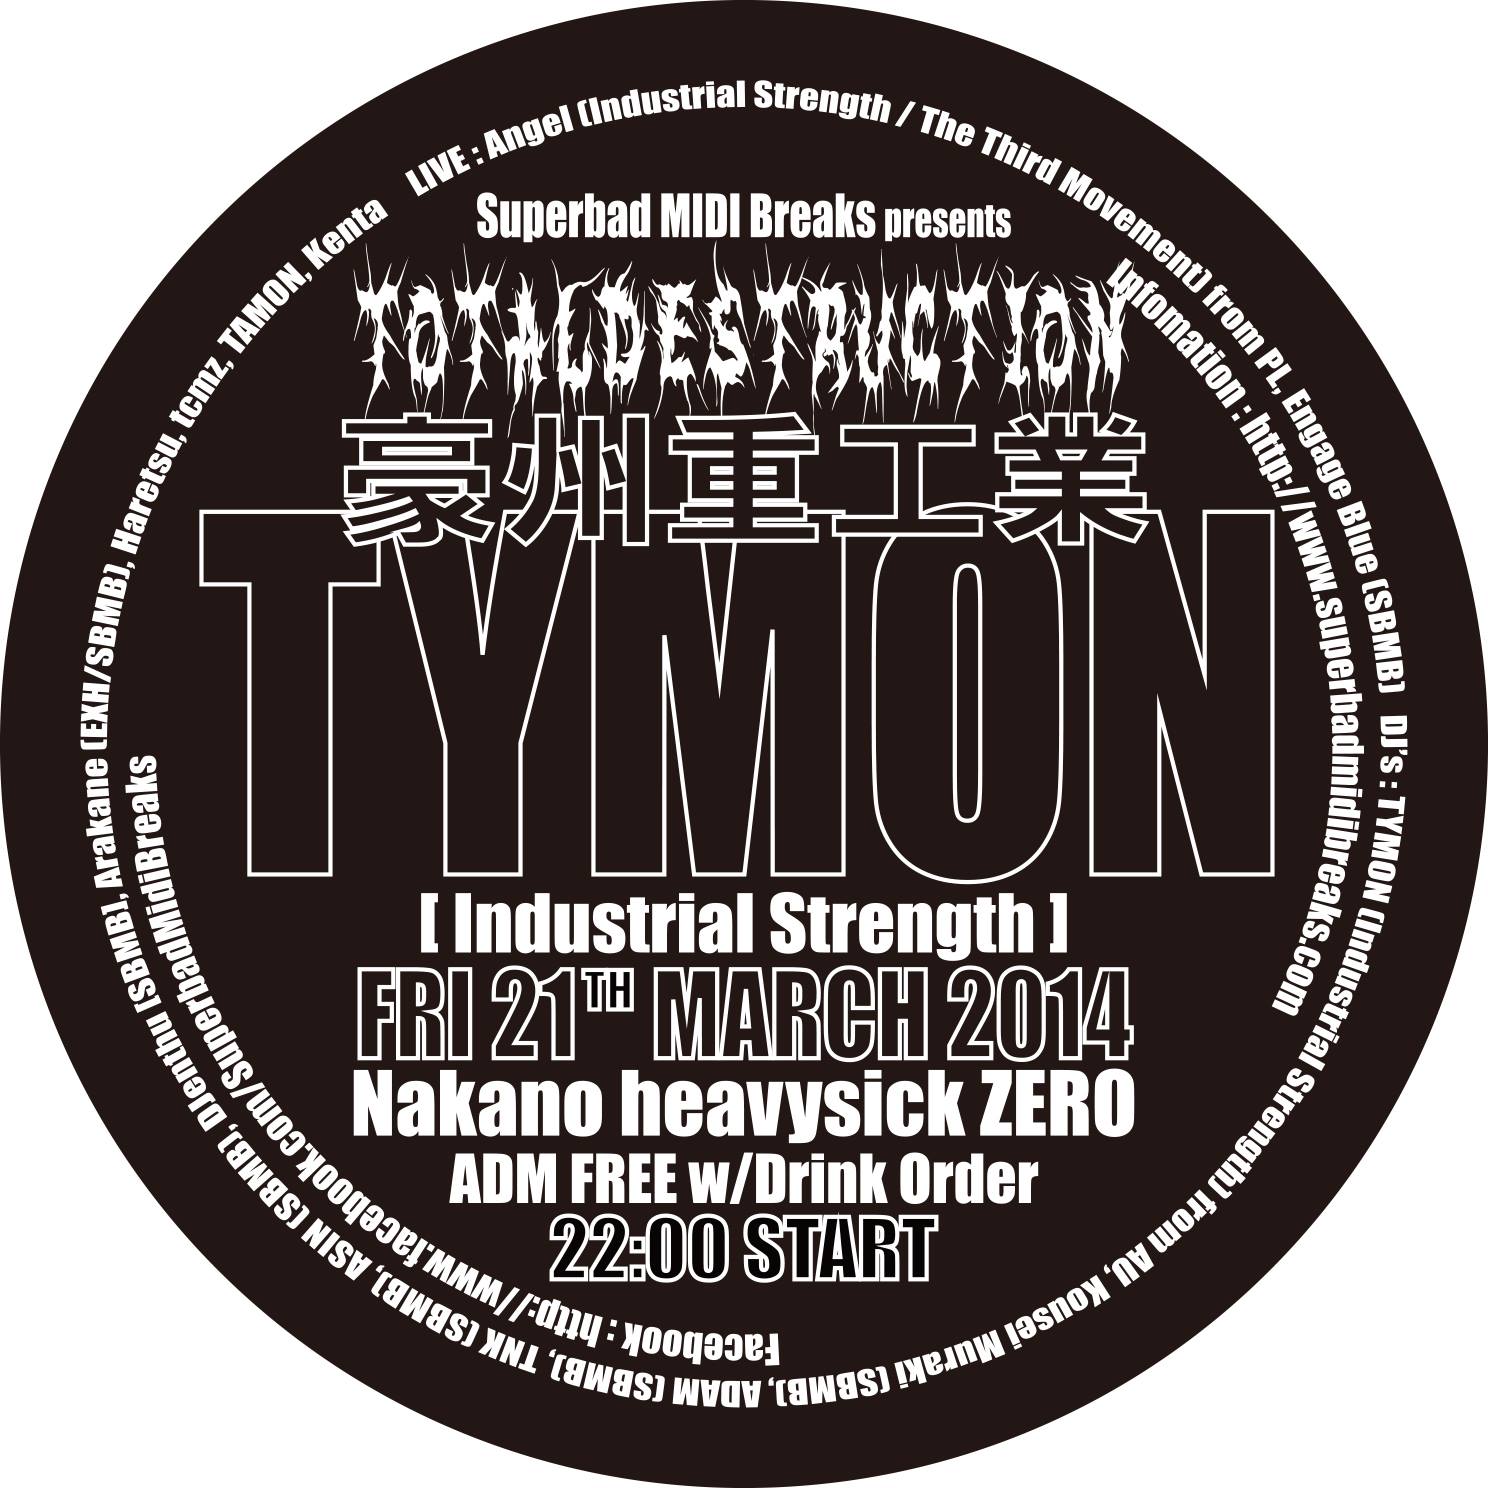 LIVE : Angel (Industrial Strength / The Third Movement) from PL, Engage Blue (SBMB) DJ's : TYMON (Industrial Strength) from AU, Kousei Muraki (SBMB), ADAM (SBMB), TNK (SBMB), ASIN (SBMB), DJenthu (SBMB), Arakane (EXH/SBMB), Haretsu, tcmz, TAMON, Kenta
Superbad MIDI Breaks presents
TOTALDESTRUCTION
豪州重工業
TYMON
[ Industrial Strength ]
FRI 21TH MARCH 2014
Nakano heavysick ZERO
ADM FREE w/Drink Order
22:00 START
Infomation : http://www.superbadmidibreaks.com
Facebook : http://www.facebook.com/SuperbadMidiBreaks